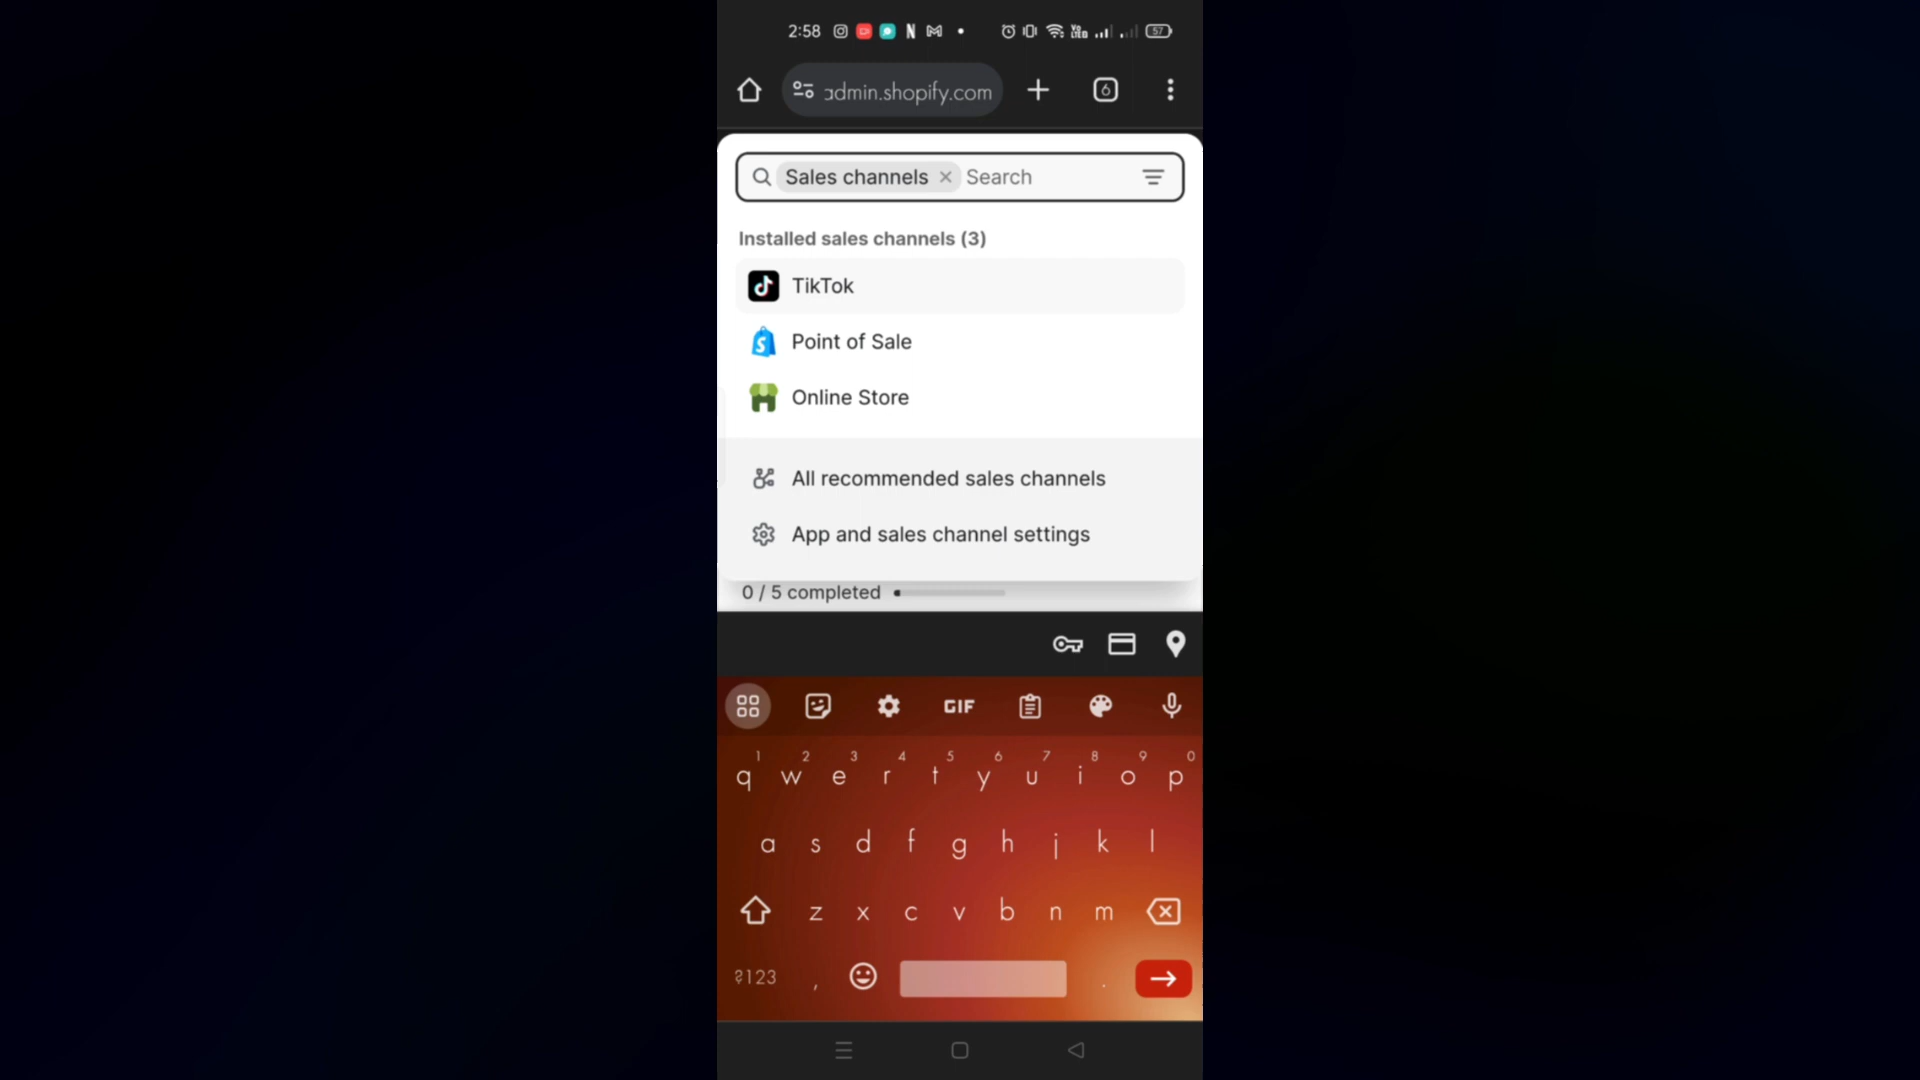 2:58 57
admin.shopify.com 6
Sales channels Search
Installed sales channels (3)
TikTok
Point of Sale
Online Store
All recommended sales channels
App and sales channel settings
0 / 5 completed
GIF
1 2 3 4 5 6 7 8 9 0
q w e r t y u i o p
a s d f g h j k l
z x c v b n m
?123 , .